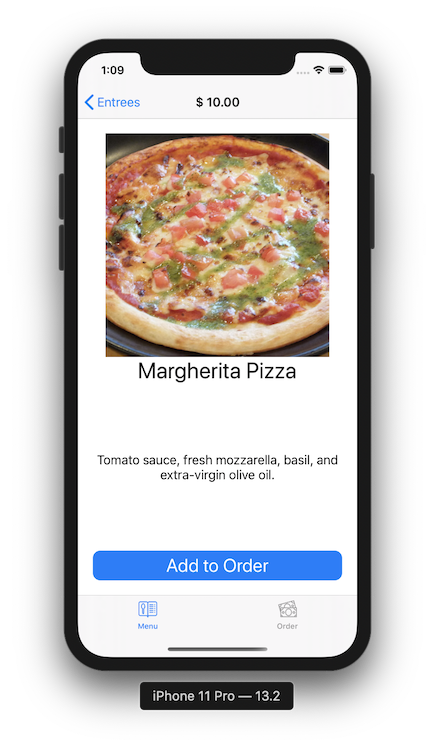 1:09
Entrees
$ 10.00
Margherita Pizza
Tomato sauce, fresh mozzarella, basil, and
extra-virgin olive oil.
Add to Order
Menu
Order
iPhone 11 Pro — 13.2